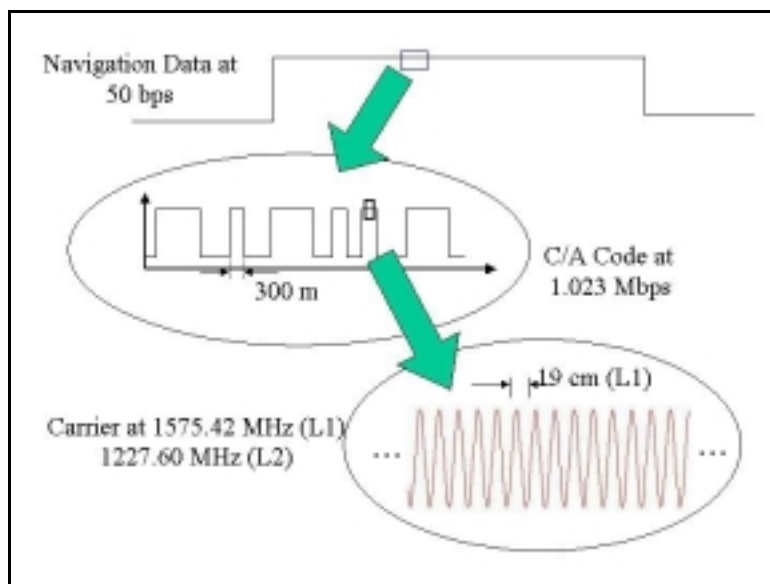 Navigation Data at
50 bps
300 m
C/A Code at
1.023 Mbps
19 cm (L1)
Carrier at 1575.42 MHz (L1)
1227.60 MHz (L2)
...
...